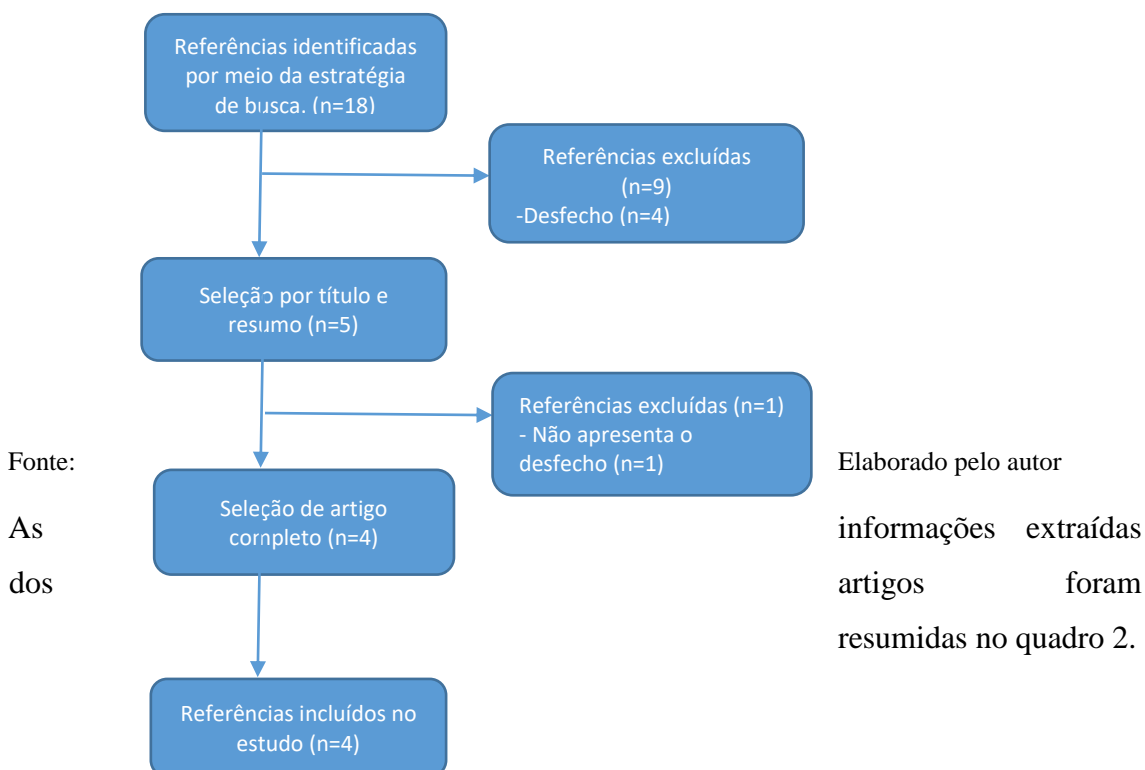 Referências identificadas
por meio da estratégia
de busca. (n=18)
Referências excluídas
(n=9)
-Desfecho (n=4)
Seleção por título e
resumo (n=5)
Referências excluídas (n=1)
- Não apresenta o
desfecho (n=1)
Fonte: Elaborado pelo autor
Seleção de artigo
completo (n=4)
As informações extraídas
dos artigos foram
resumidas no quadro 2.
Referências incluídos no
estudo (n=4)